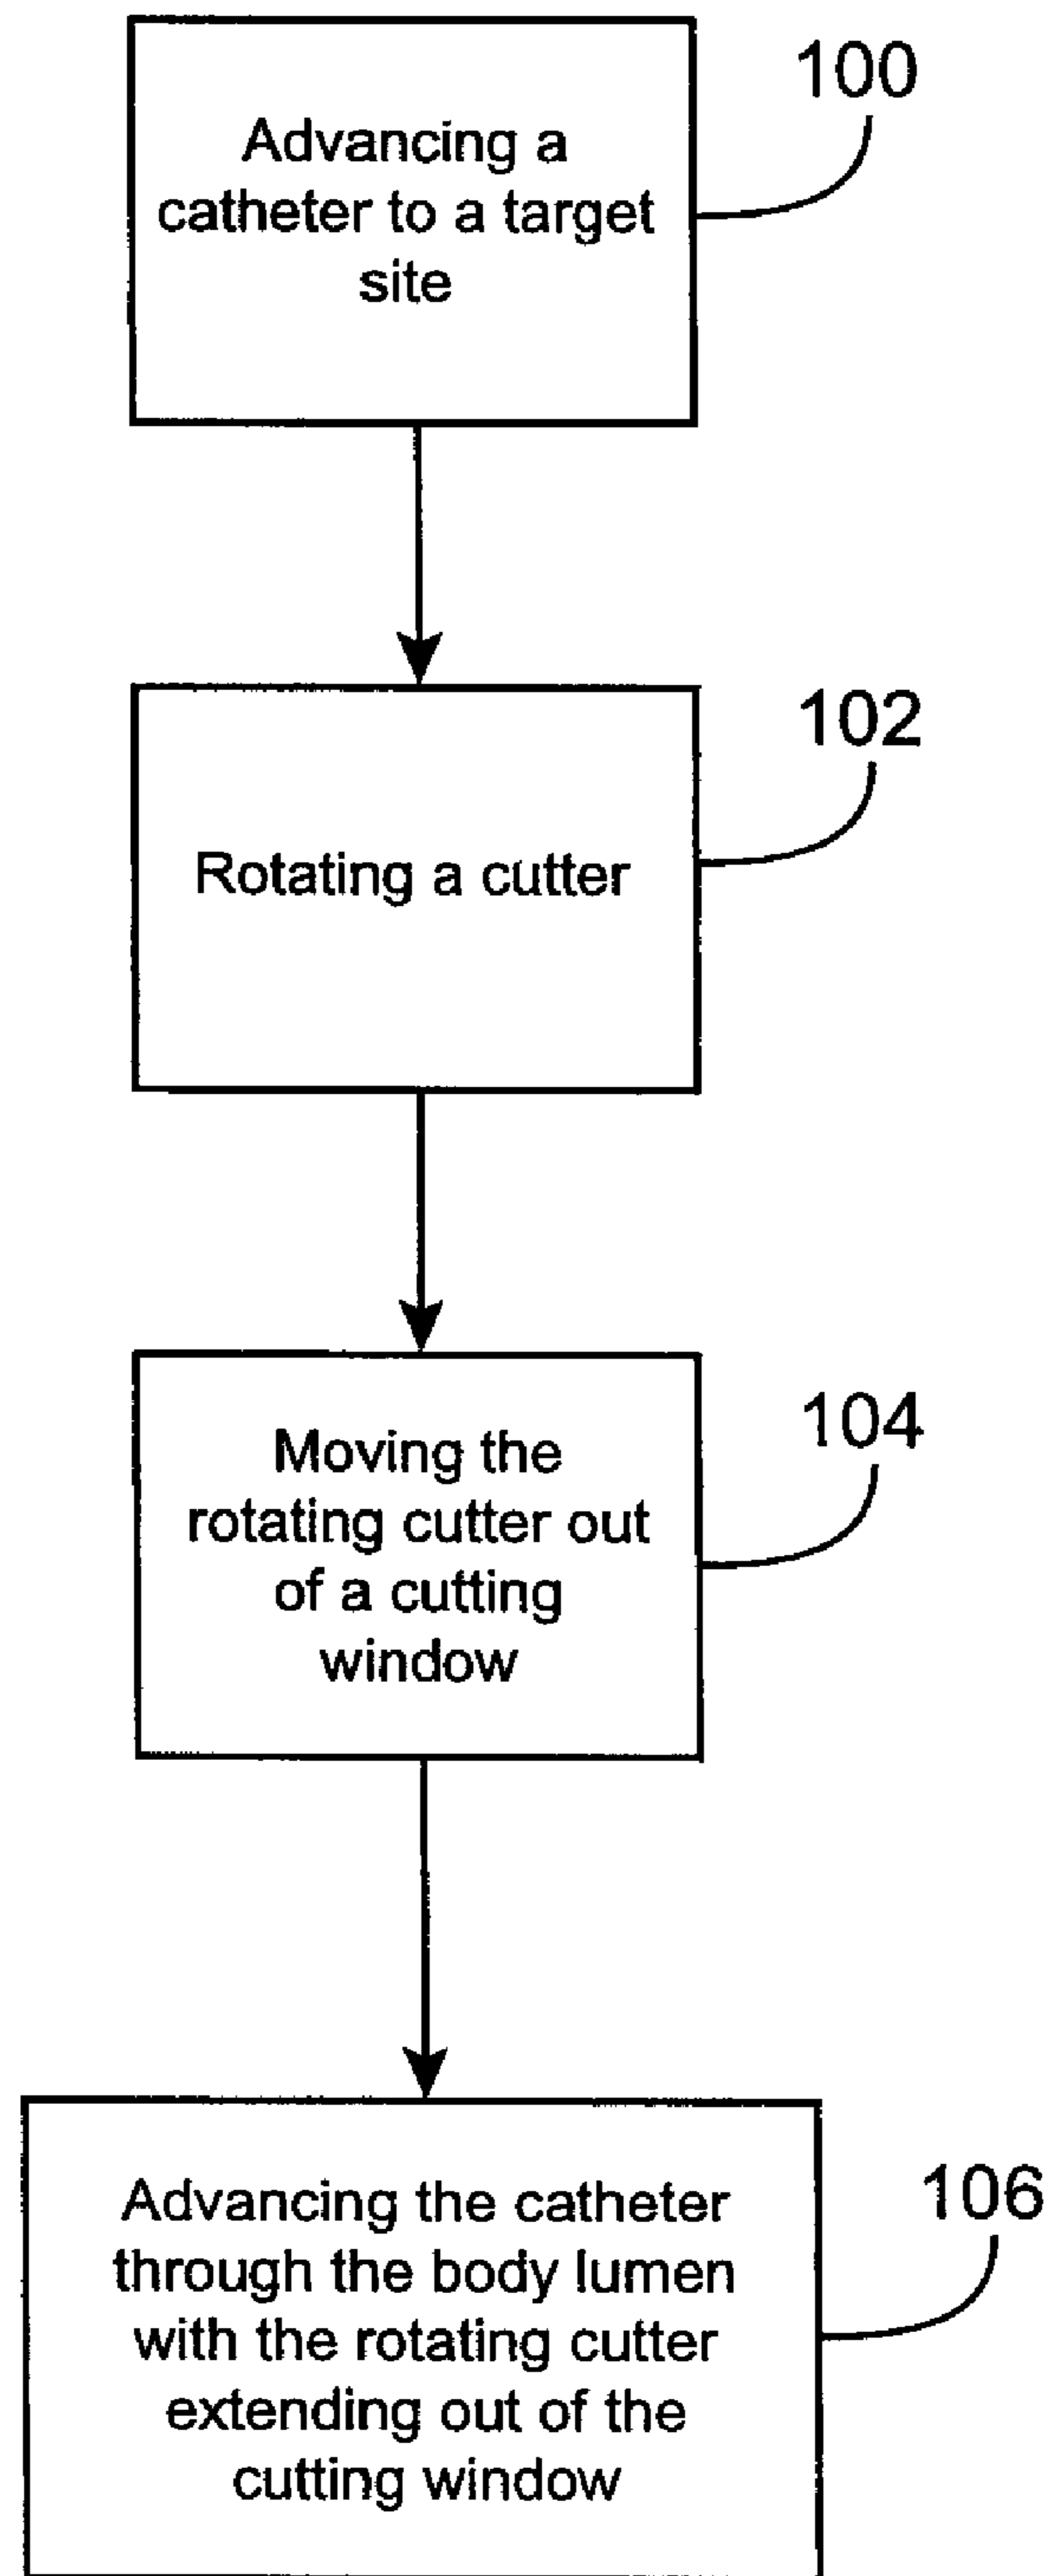 100
Advancing a
catheter to a target
site
102
Rotating a cutter
104
Moving the
rotating cutter out
of a cutting
window
106
Advancing the catheter
through the body lumen
with the rotating cutter
extending out of the
cutting window